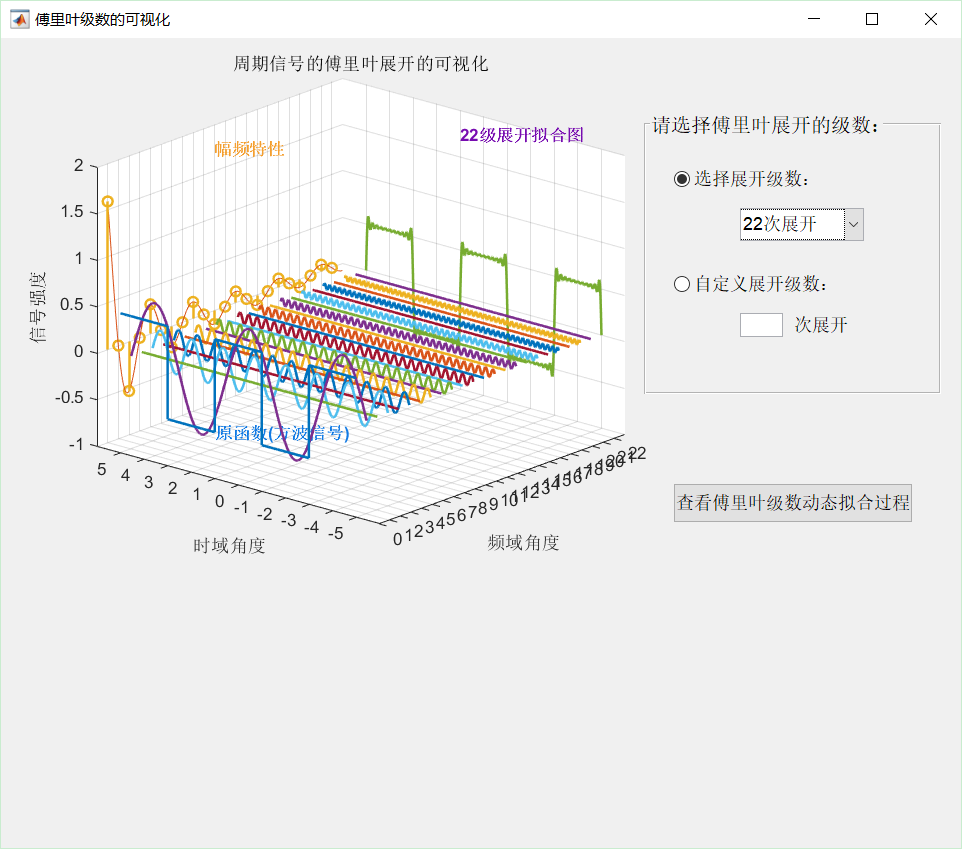 傅里叶级数的可视化
周期信号的傅里叶展开的可视化
幅频特性
22级展开拟合图
原函数(方波信号)
信号强度
2
1.5
1
0.5
0
-0.5
-1
5
4
3
2
1
0
-1
-2
-3
-4
-5
时域角度
0
1
2
3
4
5
6
7
8
9
10
11
12
13
14
15
16
17
18
19
20
21
22
频域角度
请选择傅里叶展开的级数:
选择展开级数:
22次展开
自定义展开级数:
次展开
查看傅里叶级数动态拟合过程